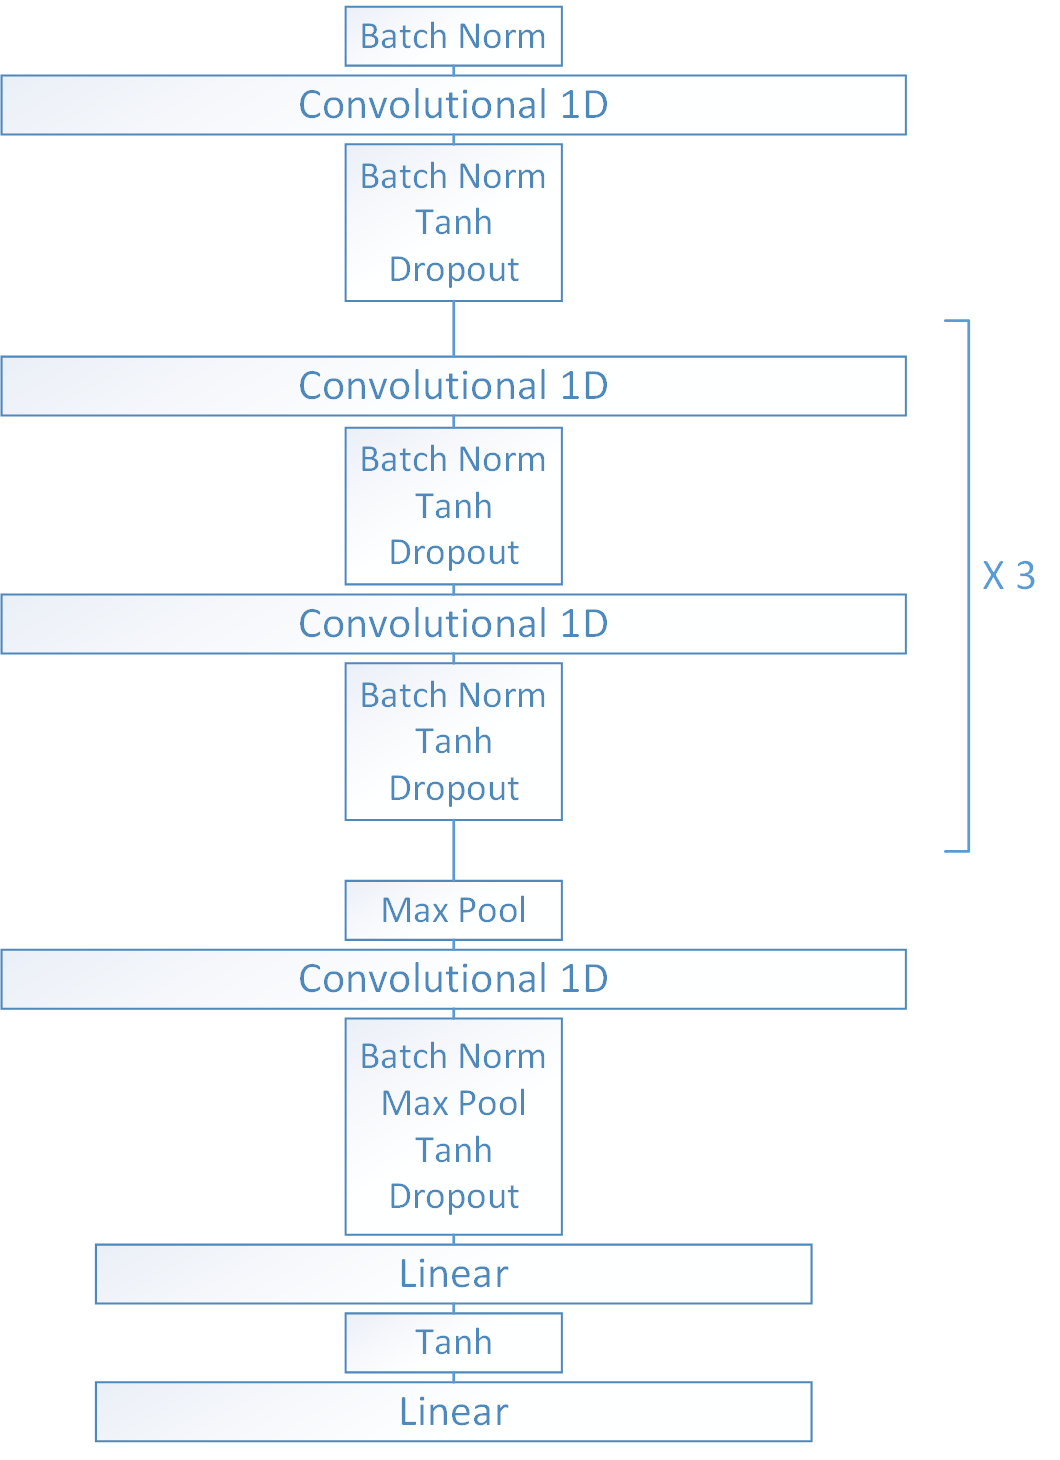 Batch Norm
Convolutional 1D
Batch Norm
Tanh
Dropout
Convolutional 1D
Batch Norm
Tanh
Dropout
X 3
Convolutional 1D
Batch Norm
Tanh
Dropout
Max Pool
Convolutional 1D
Batch Norm
Max Pool
Tanh
Dropout
Linear
Tanh
Linear